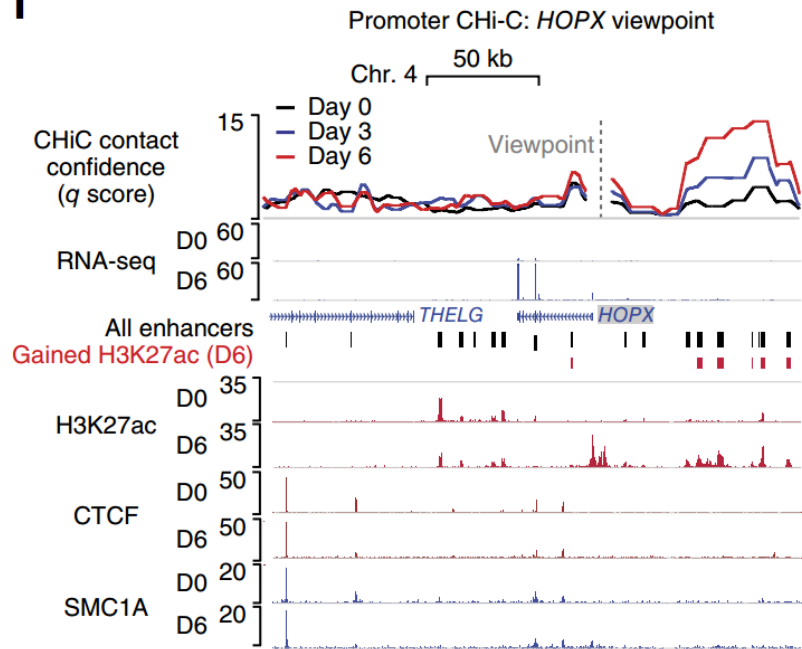 Promoter CHi-C: HOPX viewpoint
Chr. 4 50 kb
CHiC contact confidence (q score)
15
Day 0
Day 3
Day 6
Viewpoint
RNA-seq
D0 60
D6 60
THELG HOPX
All enhancers
Gained H3K27ac (D6)
H3K27ac
D0 35
D6 35
CTCF
D0 50
D6 50
SMC1A
D0 20
D6 20